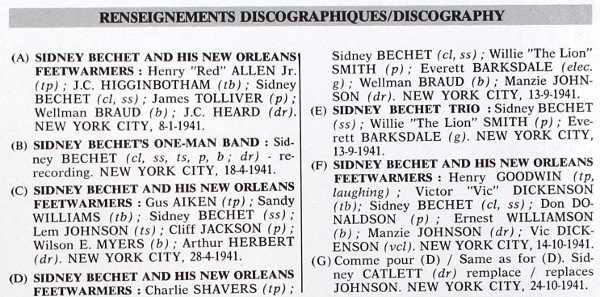 RENSEIGNEMENTS DISCOGRAPHIQUES/DISCOGRAPHY
(A) SIDNEY BECHET AND HIS NEW ORLEANS
FEETWARMERS : Henry "Red" ALLEN Jr.
(tp) ; J.C. HIGGINBOTHAM (tb) ; Sidney
BECHET (cl, ss) ; James TOLLIVER (p) ;
Wellman BRAUD (b) ; J.C. HEARD (dr).
NEW YORK CITY, 8-1-1941.
(B) SIDNEY BECHET'S ONE-MAN BAND : Sid-
ney BECHET (cl, ss, ts, p, b ; dr) - re-
recording. NEW YORK CITY, 18-4-1941.
(C) SIDNEY BECHET AND HIS NEW ORLEANS
FEETWARMERS : Gus AIKEN (tp) ; Sandy
WILLIAMS (tb) ; Sidney BECHET (ss) ;
Lem JOHNSON (ts) ; Cliff JACKSON (p) ;
Wilson E. MYERS (b) ; Arthur HERBERT
(dr). NEW YORK CITY, 28-4-1941.
(D) SIDNEY BECHET AND HIS NEW ORLEANS
FEETWARMERS : Charlie SHAVERS (tp) ;
Sidney BECHET (cl, ss) ; Willie "The Lion"
SMITH (p) ; Everett BARKSDALE (elec.
g) ; Wellman BRAUD (b) ; Manzie JOHN-
SON (dr). NEW YORK CITY, 13-9-1941.
(E) SIDNEY BECHET TRIO : Sidney BECHET
(ss) ; Willie "The Lion" SMITH (p) ; Eve-
rett BARKSDALE (g). NEW YORK CITY,
13-9-1941.
(F) SIDNEY BECHET AND HIS NEW ORLEANS
FEETWARMERS : Henry GOODWIN (tp,
laughing) ; Victor "Vic" DICKENSON
(tb); Sidney BECHET (cl, ss) ; Don DO-
NALDSON (p) ; Ernest WILLIAMSON
(b) ; Manzie JOHNSON (dr) ; Vic DICK-
ENSON (vcl). NEW YORK CITY, 14-10-1941.
(G) Comme pour (D) / Same as for (D). Sid-
ney CATLETT (dr) remplace / replaces
JOHNSON. NEW YORK CITY, 24-10-1941.